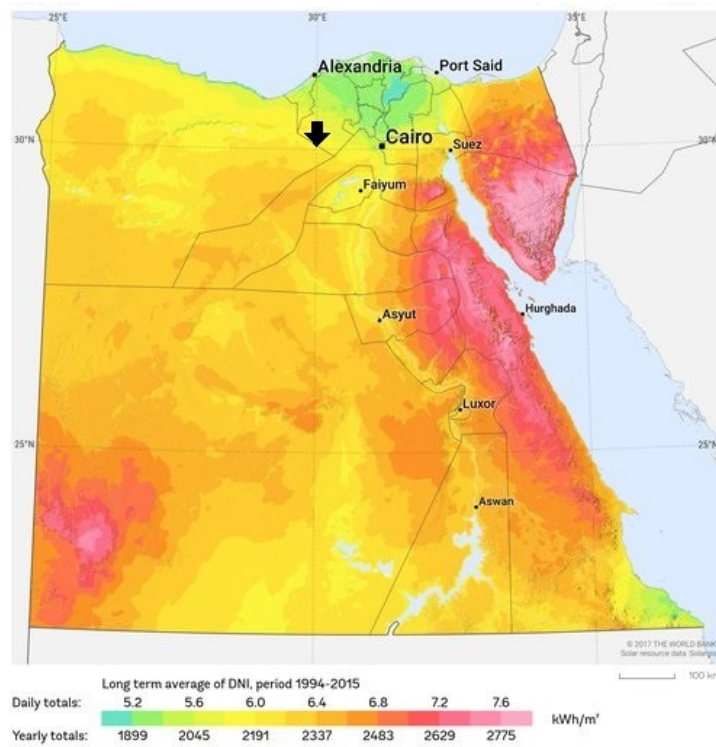 25°E 30°E 35°E
Alexandria
Port Said
30°N
Cairo
Suez
30°N
Faiyum
Hurghada
Asyut
Luxor
25°N
25°N
Aswan
© 2017 THE WORLD BANK
Solar resource data: Solargis
100 km
Long term average of DNI, period 1994-2015
Daily totals: 5.2 5.6 6.0 6.4 6.8 7.2 7.6 kWh/m²
Yearly totals: 1899 2045 2191 2337 2483 2629 2775